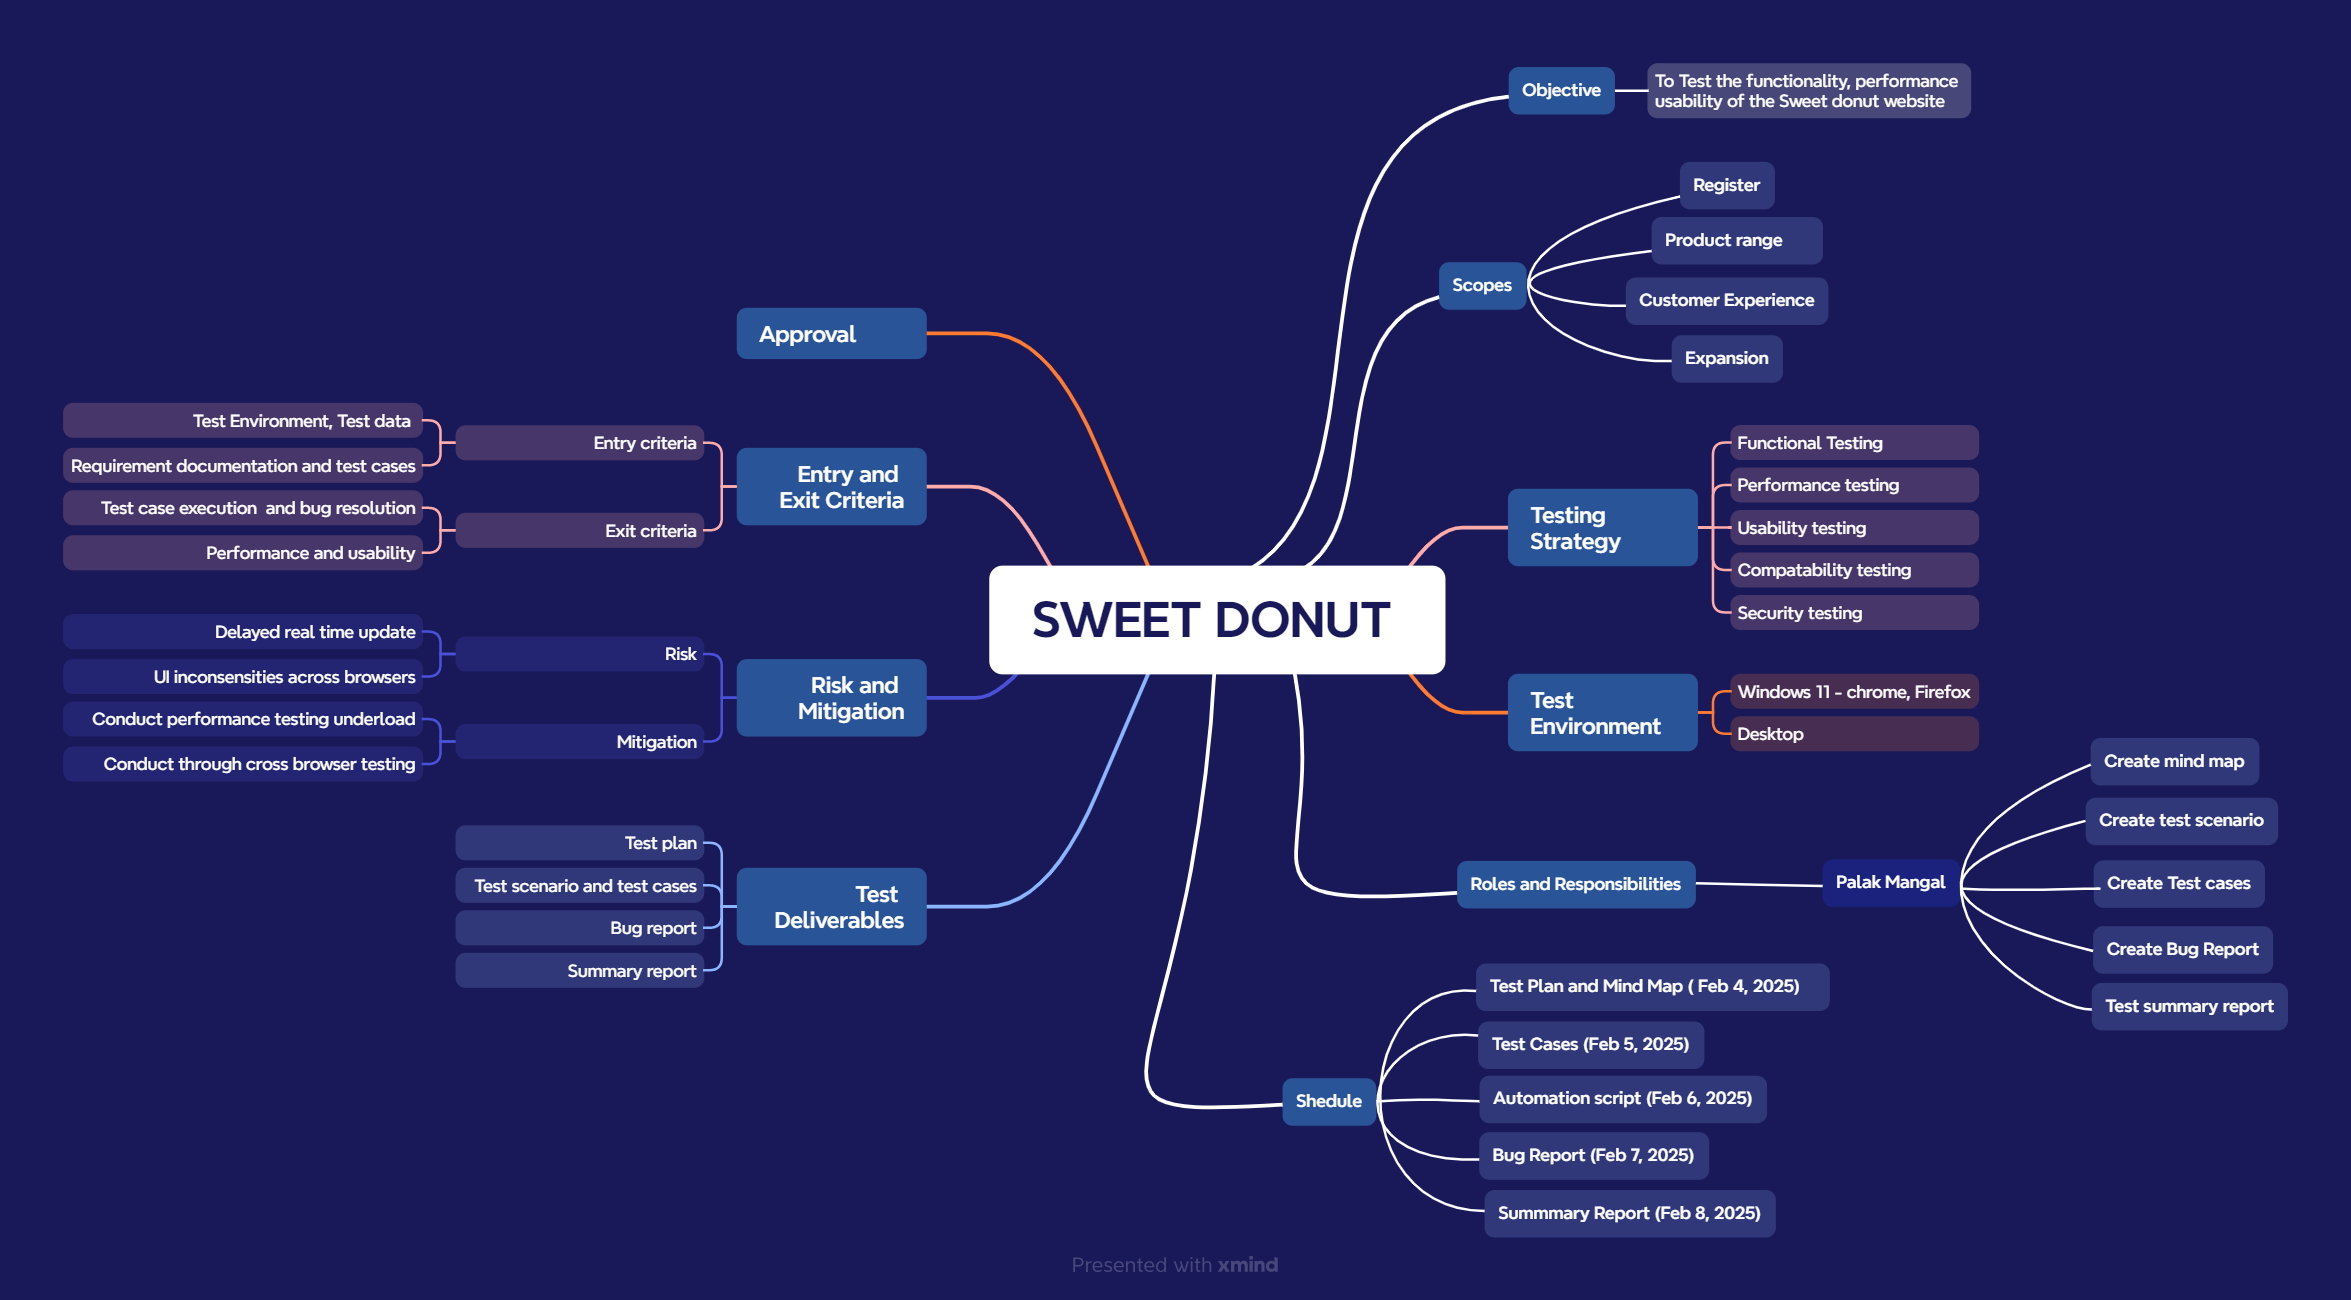 SWEET DONUT
Objective
To Test the functionality, performance
usability of the Sweet donut website
Scopes
Register
Product range
Customer Experience
Expansion
Testing
Strategy
Functional Testing
Performance testing
Usability testing
Compatability testing
Security testing
Test
Environment
Windows 11 - chrome, Firefox
Desktop
Roles and Responsibilities
Palak Mangal
Create mind map
Create test scenario
Create Test cases
Create Bug Report
Test summary report
Shedule
Test Plan and Mind Map ( Feb 4, 2025)
Test Cases (Feb 5, 2025)
Automation script (Feb 6, 2025)
Bug Report (Feb 7, 2025)
Summmary Report (Feb 8, 2025)
Approval
Entry and
Exit Criteria
Entry criteria
Test Environment, Test data
Requirement documentation and test cases
Exit criteria
Test case execution  and bug resolution
Performance and usability
Risk and
Mitigation
Risk
Delayed real time update
UI inconsensities across browsers
Mitigation
Conduct performance testing underload
Conduct through cross browser testing
Test
Deliverables
Test plan
Test scenario and test cases
Bug report
Summary report
Presented with xmind